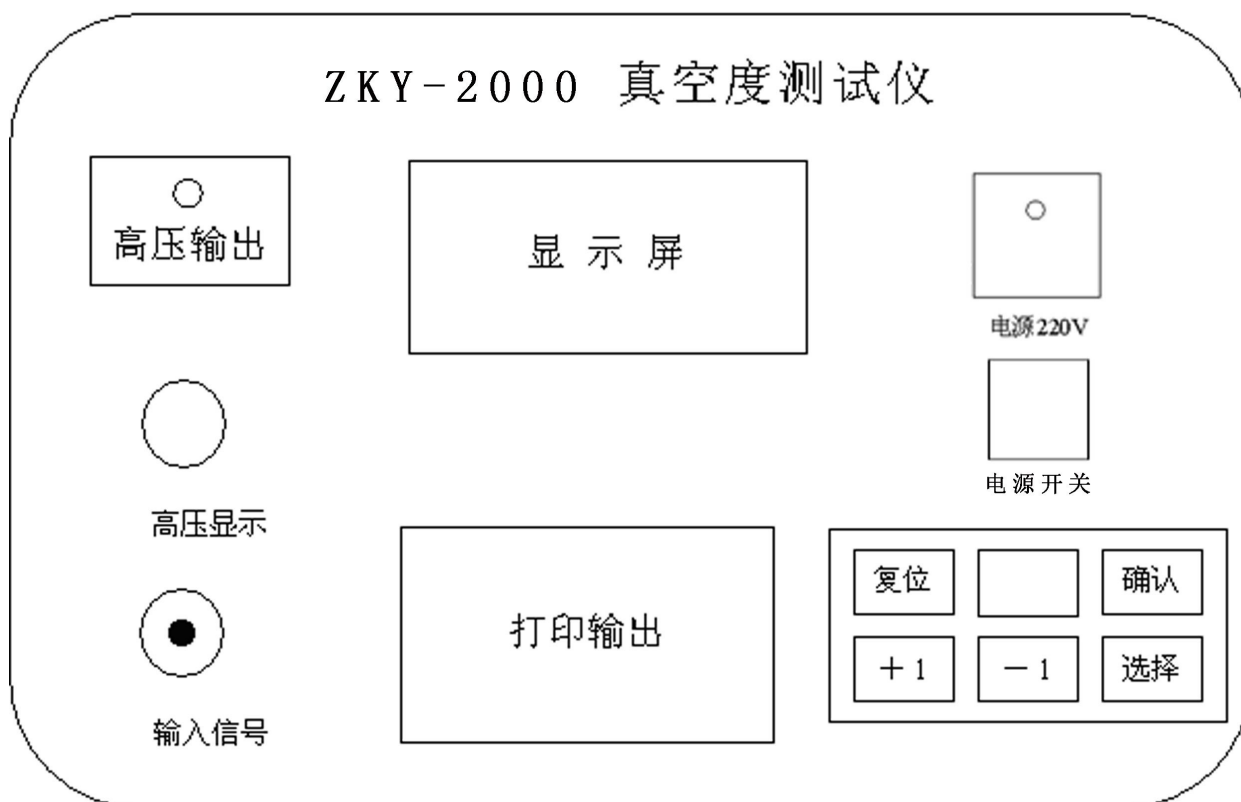 ZKY-2000 真空度测试仪
高压输出
显示屏
电源220V
电源开关
高压显示
打印输出
复位
确认
+1
-1
选择
输入信号